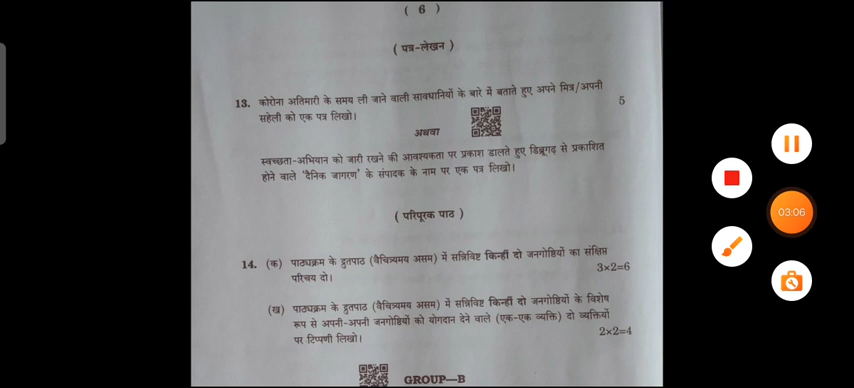 ( 6 )
( पत्र-लेखन )
13. कोरोना अतिमारी के समय ली जाने वाली सावधानियों के बारे में बताते हुए अपने मित्र/अपनी
सहेली को एक पत्र लिखो। 5
अथवा
स्वच्छता-अभियान को जारी रखने की आवश्यकता पर प्रकाश डालते हुए डिब्रूगढ़ से प्रकाशित
होने वाले 'दैनिक जागरण' के संपादक के नाम पर एक पत्र लिखो।
( परिपूरक पाठ )
14. (क) पाठ्यक्रम के द्रुतपाठ (वैचित्र्यमय असम) में सन्निविष्ट किन्हीं दो जनगोष्ठियों का संक्षिप्त
परिचय दो। 3×2=6
(ख) पाठ्यक्रम के द्रुतपाठ (वैचित्र्यमय असम) में सन्निविष्ट किन्हीं दो जनगोष्ठियों के विशेष
रूप से अपनी-अपनी जनगोष्ठियों को योगदान देने वाले (एक-एक व्यक्ति) दो व्यक्तियों
पर टिप्पणी लिखो। 2×2=4
GROUP—B
03:06